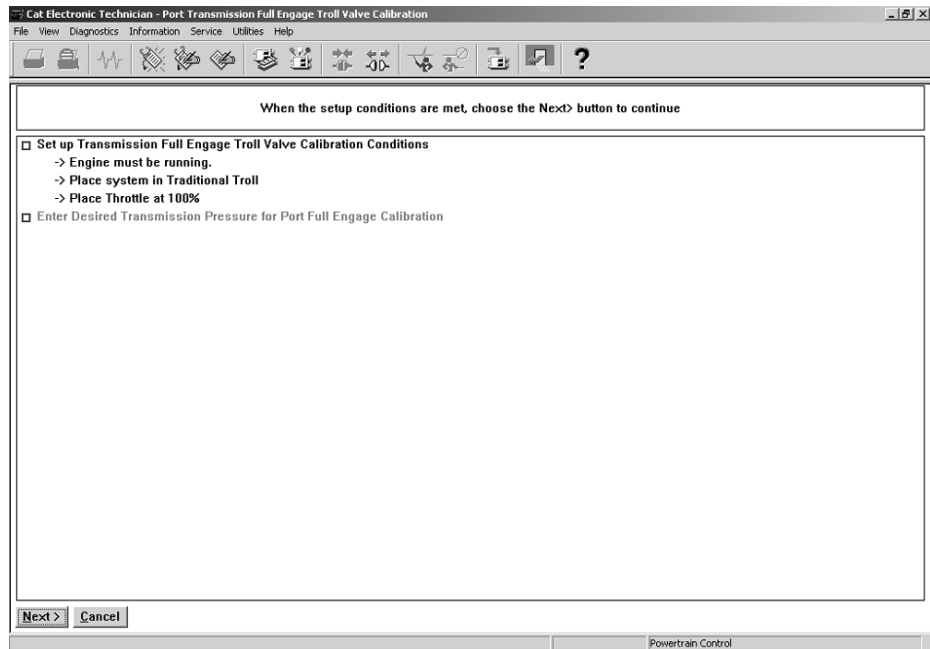 Cat Electronic Technician - Port Transmission Full Engage Troll Valve Calibration
File View Diagnostics Information Service Utilities Help
?
When the setup conditions are met, choose the Next> button to continue
Set up Transmission Full Engage Troll Valve Calibration Conditions
-> Engine must be running.
-> Place system in Traditional Troll
-> Place Throttle at 100%
Enter Desired Transmission Pressure for Port Full Engage Calibration
Next > Cancel
Powertrain Control